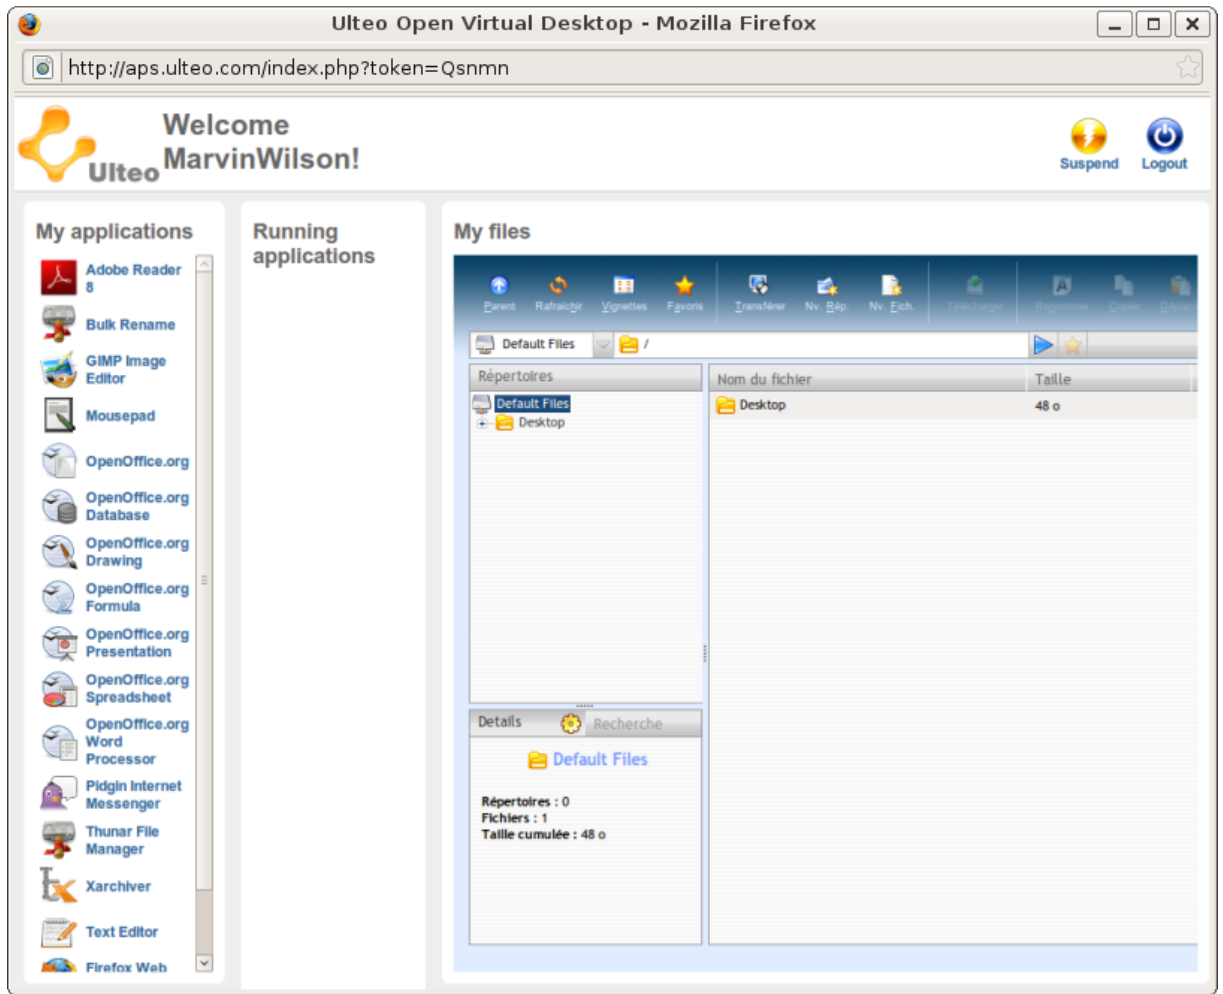 Ulteo Open Virtual Desktop - Mozilla Firefox
http://aps.ulteo.com/index.php?token=Qsnmn
Ulteo
Welcome
MarvinWilson!
Suspend
Logout
My applications
Adobe Reader
8
Bulk Rename
GIMP Image
Editor
Mousepad
OpenOffice.org
OpenOffice.org
Database
OpenOffice.org
Drawing
OpenOffice.org
Formula
OpenOffice.org
Presentation
OpenOffice.org
Spreadsheet
OpenOffice.org
Word
Processor
Pidgin Internet
Messenger
Thunar File
Manager
Xarchiver
Text Editor
Firefox Web
Running
applications
My files
Parent Rafraichir Vignettes Favoris Transférer Nv. Rép. Nv. Fich. Télécharger Renommer Copier
Default Files /
Répertoires
Default Files
Desktop
Nom du fichier Taille
Desktop 48 o
Details Recherche
Default Files
Répertoires : 0
Fichiers : 1
Taille cumulée : 48 o